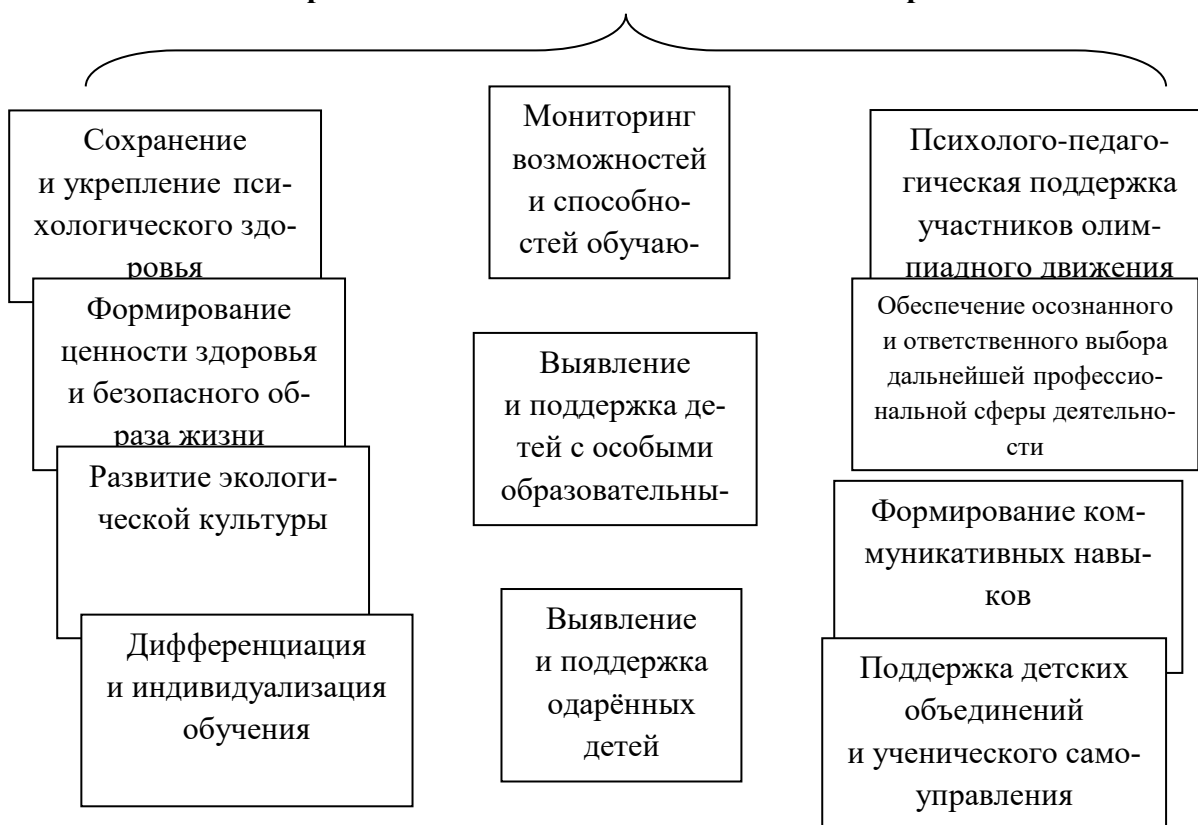 Сохранение
и укрепление пси-
хологического здо-
ровья
Формирование
ценности здоровья
и безопасного об-
раза жизни
Развитие экологи-
ческой культуры
Дифференциация
и индивидуализация
обучения
Мониторинг
возможностей
и способно-
стей обучаю-
Выявление
и поддержка де-
тей с особыми
образовательны-
Выявление
и поддержка
одарённых
детей
Психолого-педаго-
гическая поддержка
участников олим-
пиадного движения
Обеспечение осознанного
и ответственного выбора
дальнейшей профессио-
нальной сферы деятельно-
сти
Формирование ком-
муникативных навы-
ков
Поддержка детских
объединений
и ученического само-
управления